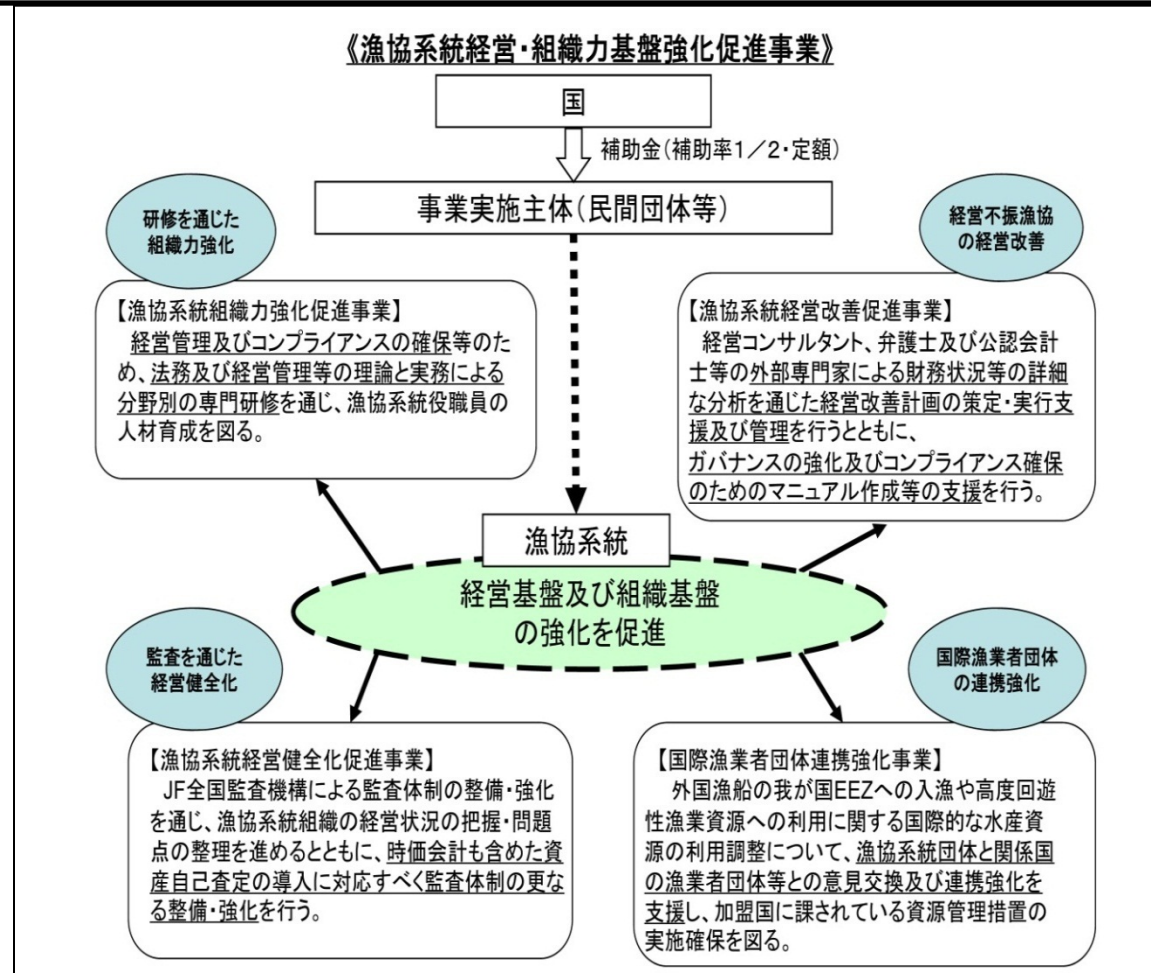 《漁協系統経営・組織力基盤強化促進事業》
国
補助金(補助率1／2・定額)
事業実施主体(民間団体等)
研修を通じた
組織力強化
【漁協系統組織力強化促進事業】
経営管理及びコンプライアンスの確保等のた
め、法務及び経営管理等の理論と実務による
分野別の専門研修を通じ、漁協系統役職員の
人材育成を図る。
経営不振漁協
の経営改善
【漁協系統経営改善促進事業】
経営コンサルタント、弁護士及び公認会計
士等の外部専門家による財務状況等の詳細
な分析を通じた経営改善計画の策定・実行支
援及び管理を行うとともに、
ガバナンスの強化及びコンプライアンス確保
のためのマニュアル作成等の支援を行う。
漁協系統
経営基盤及び組織基盤
の強化を促進
監査を通じた
経営健全化
【漁協系統経営健全化促進事業】
JF全国監査機構による監査体制の整備・強化
を通じ、漁協系統組織の経営状況の把握・問題
点の整理を進めるとともに、時価会計も含めた資
産自己査定の導入に対応すべく監査体制の更な
る整備・強化を行う。
国際漁業者団体
の連携強化
【国際漁業者団体連携強化事業】
外国漁船の我が国EEZへの入漁や高度回遊
性漁業資源への利用に関する国際的な水産資
源の利用調整について、漁協系統団体と関係国
の漁業者団体等との意見交換及び連携強化を
支援し、加盟国に課されている資源管理措置の
実施確保を図る。